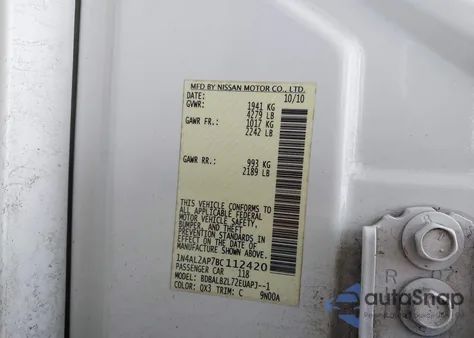 MFD BY NISSAN MOTOR CO., LTD.
DATE: 10/10
GVWR: 1941 KG
4279 LB
GAWR FR.: 1017 KG
2242 LB
GAWR RR.: 993 KG
2189 LB
THIS VEHICLE CONFORMS TO
ALL APPLICABLE FEDERAL
MOTOR VEHICLE SAFETY,
BUMPER, AND THEFT
PREVENTION STANDARDS
IN EFFECT ON THE DATE
OF MANUFACTURE SHOWN
ABOVE.
1N4AL2AP7BC112420
PASSENGER CAR 118
MODEL: BDBALBZL72EUAPJ--1
COLOR: QX3 TRIM: C 9N00A
autoSnap